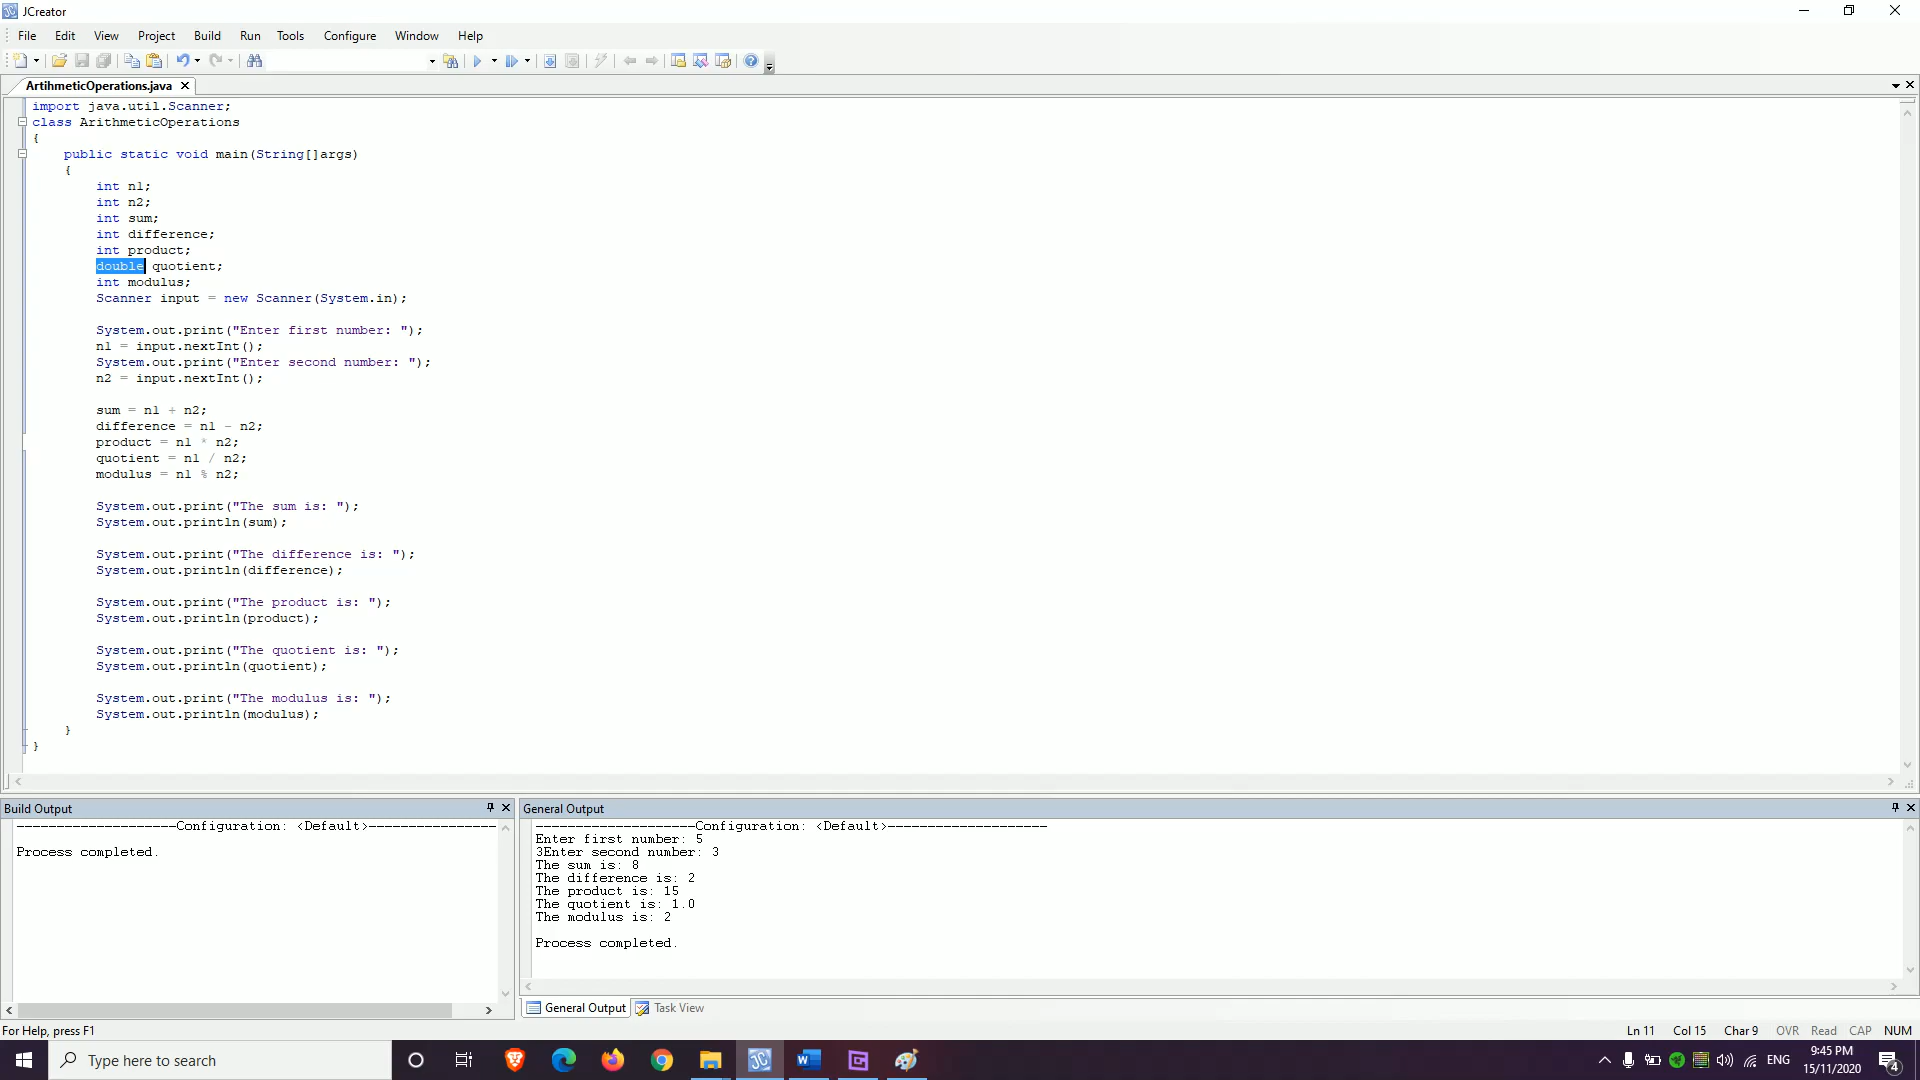 JCreator
File Edit View Project Build Run Tools Configure Window Help
ArtihmeticOperations.java
import java.util.Scanner;
class ArithmeticOperations
{
public static void main(String[]args)
{
int n1;
int n2;
int sum;
int difference;
int product;
double quotient;
int modulus;
Scanner input = new Scanner(System.in);
System.out.print("Enter first number: ");
n1 = input.nextInt();
System.out.print("Enter second number: ");
n2 = input.nextInt();
sum = n1 + n2;
difference = n1 - n2;
product = n1 * n2;
quotient = n1 / n2;
modulus = n1 % n2;
System.out.print("The sum is: ");
System.out.println(sum);
System.out.print("The difference is: ");
System.out.println(difference);
System.out.print("The product is: ");
System.out.println(product);
System.out.print("The quotient is: ");
System.out.println(quotient);
System.out.print("The modulus is: ");
System.out.println(modulus);
}
}
Build Output
--------------------Configuration: <Default>----------------
Process completed.
General Output
--------------------Configuration: <Default>--------------------
Enter first number: 5
3Enter second number: 3
The sum is: 8
The difference is: 2
The product is: 15
The quotient is: 1.0
The modulus is: 2
Process completed.
General Output Task View
For Help, press F1
Ln 11 Col 15 Char 9 OVR Read CAP NUM
Type here to search
ENG
9:45 PM
15/11/2020
4